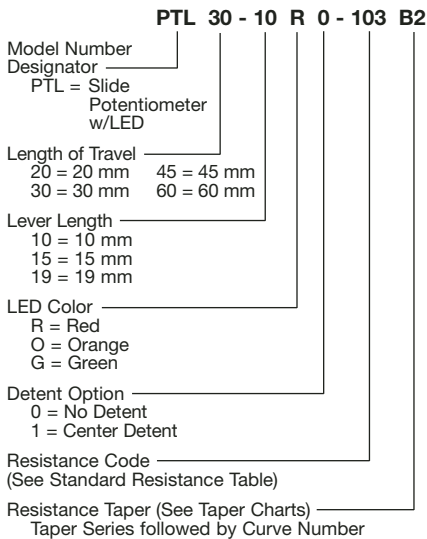 PTL 30 - 10 R 0 - 103 B2
Model Number
Designator
PTL = Slide
Potentiometer
w/LED
Length of Travel
20 = 20 mm 45 = 45 mm
30 = 30 mm 60 = 60 mm
Lever Length
10 = 10 mm
15 = 15 mm
19 = 19 mm
LED Color
R = Red
O = Orange
G = Green
Detent Option
0 = No Detent
1 = Center Detent
Resistance Code
(See Standard Resistance Table)
Resistance Taper (See Taper Charts)
Taper Series followed by Curve Number